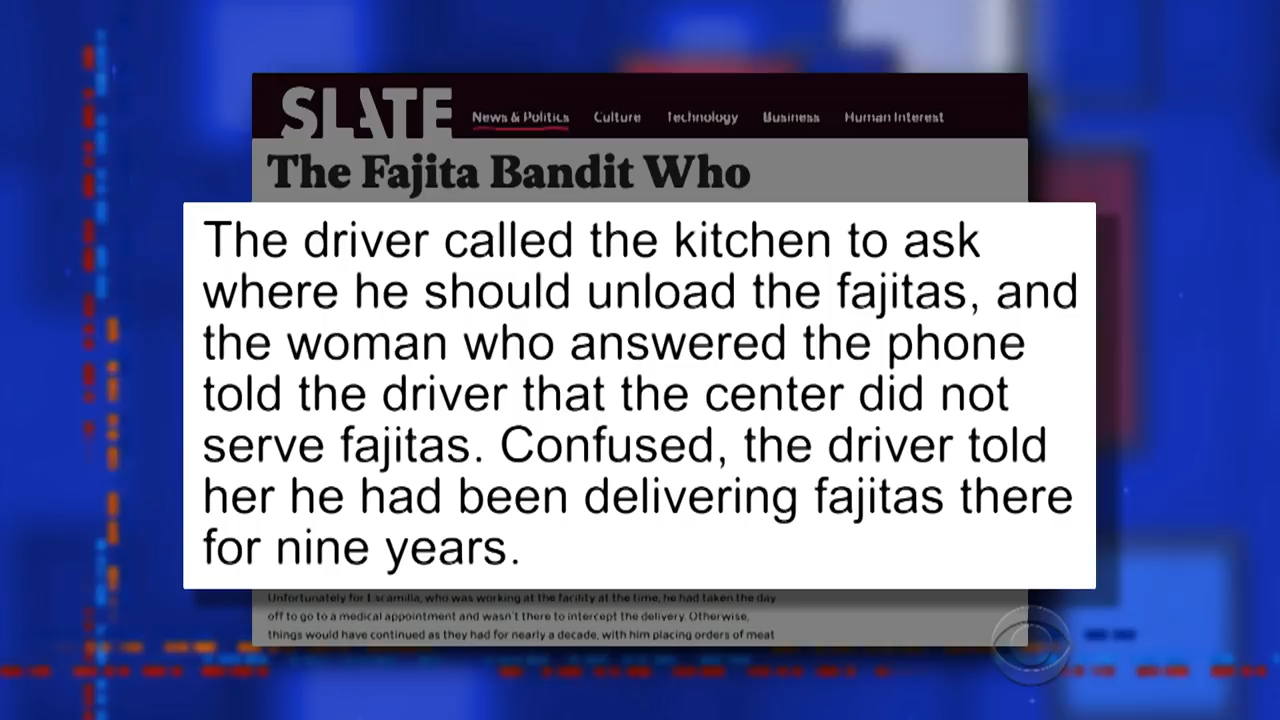 SLATE
News & Politics Culture Technology Business Human Interest
The Fajita Bandit Who
The driver called the kitchen to ask
where he should unload the fajitas, and
the woman who answered the phone
told the driver that the center did not
serve fajitas. Confused, the driver told
her he had been delivering fajitas there
for nine years.
Unfortunately for Escamilla, who was working at the facility at the time, he had taken the day
off to go to a medical appointment and wasn't there to intercept the delivery. Otherwise,
things would have continued as they had for nearly a decade, with him placing orders of meat